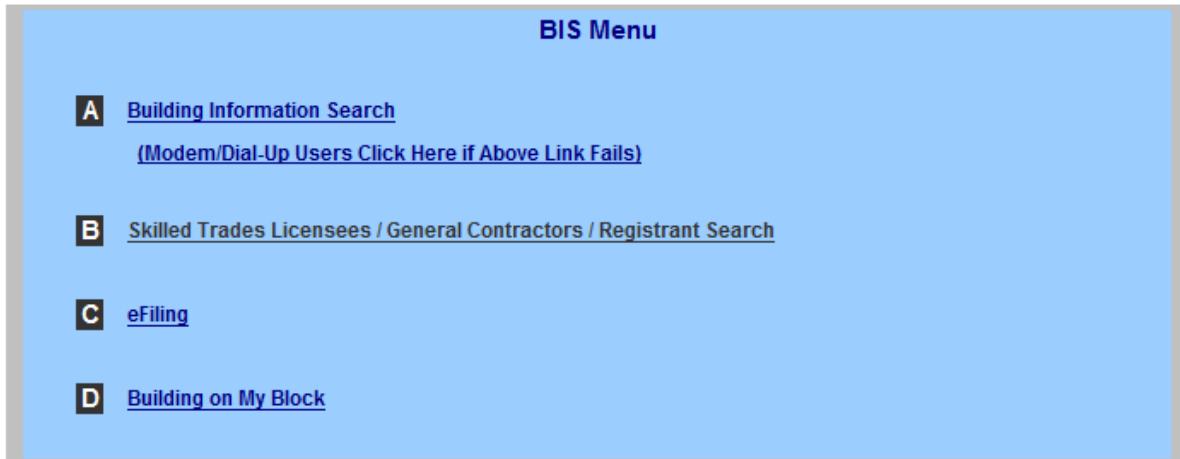 BIS Menu
A Building Information Search
(Modem/Dial-Up Users Click Here if Above Link Fails)
B Skilled Trades Licensees / General Contractors / Registrant Search
C eFiling
D Building on My Block